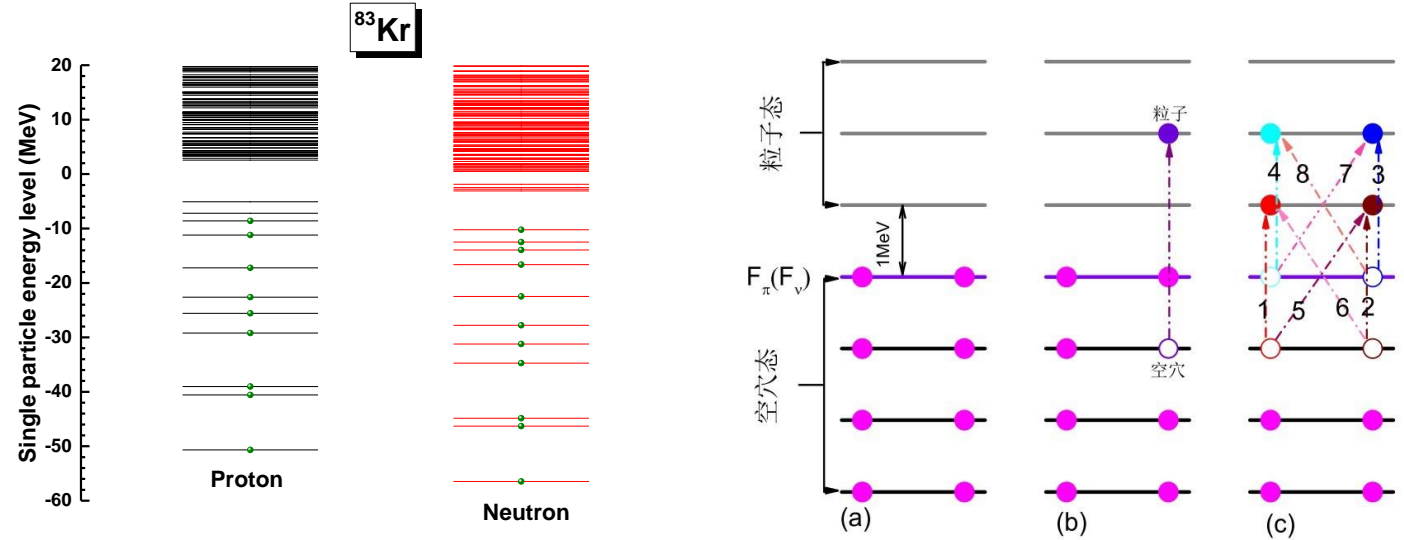 ⁸³Kr
Single particle energy level (MeV)
20
10
0
-10
-20
-30
-40
-50
-60
Proton
Neutron
粒子态
空穴态
1MeV
Fπ(Fν)
粒子
空穴
4 8 7 3
1 5 6 2
(a) (b) (c)